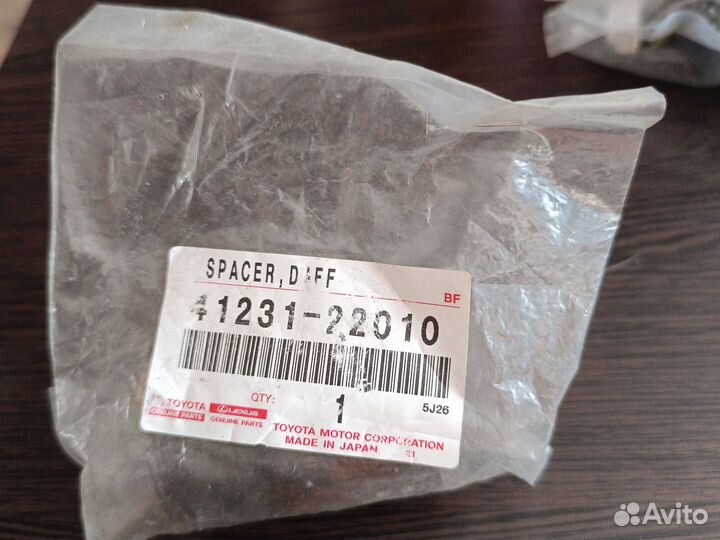 SPACER, DIFF
BF
41231-22010
QTY:
1
5J26
TOYOTA
GENUINE PARTS
LEXUS
GENUINE PARTS
TOYOTA MOTOR CORPORATION
MADE IN JAPAN
21
Avito